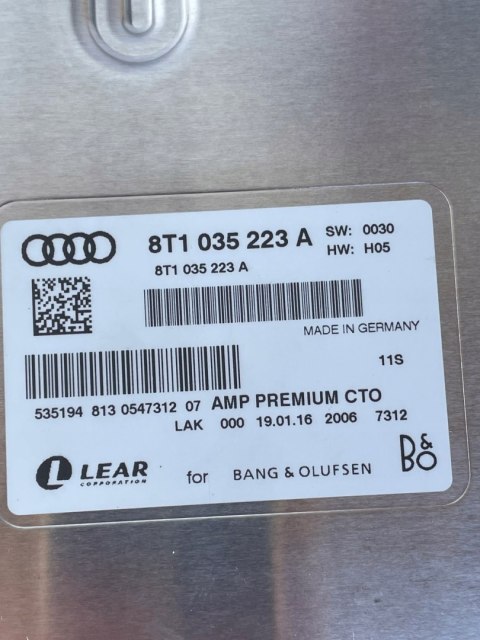 8T1 035 223 A SW: 0030
HW: H05
8T1 035 223 A
MADE IN GERMANY
11S
535194 813 0547312 07 AMP PREMIUM CTO
LAK 000 19.01.16 2006 7312
L LEAR
CORPORATION
for BANG & OLUFSEN
B&O